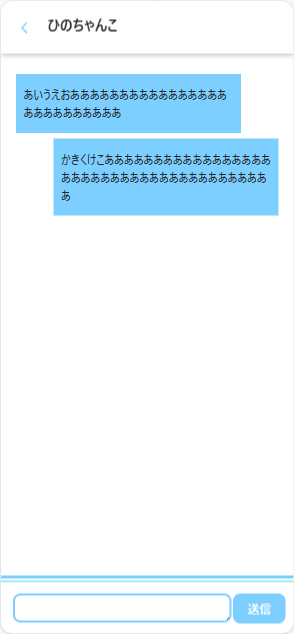 ひのちゃんこ
あいうえおああああああああああああああああ
ああああああああああ
かきくけこあああああああああああああああああ
あああああああああああああああああああああ
あ
送信